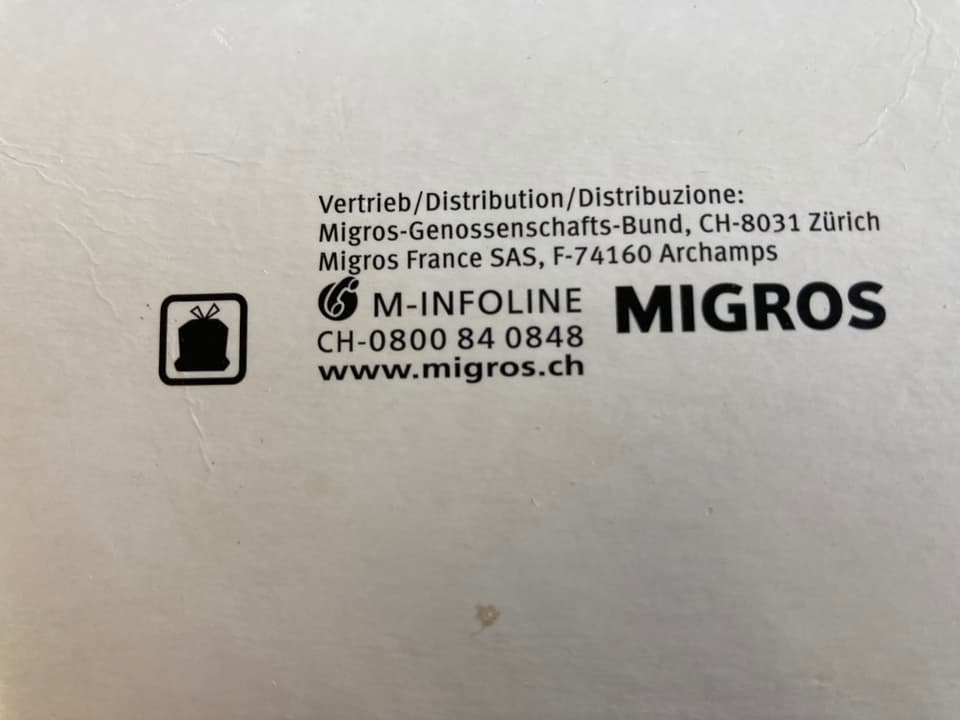 Vertrieb/Distribution/Distribuzione:
Migros-Genossenschafts-Bund, CH-8031 Zürich
Migros France SAS, F-74160 Archamps
M-INFOLINE
MIGROS
CH-0800 84 0848
www.migros.ch